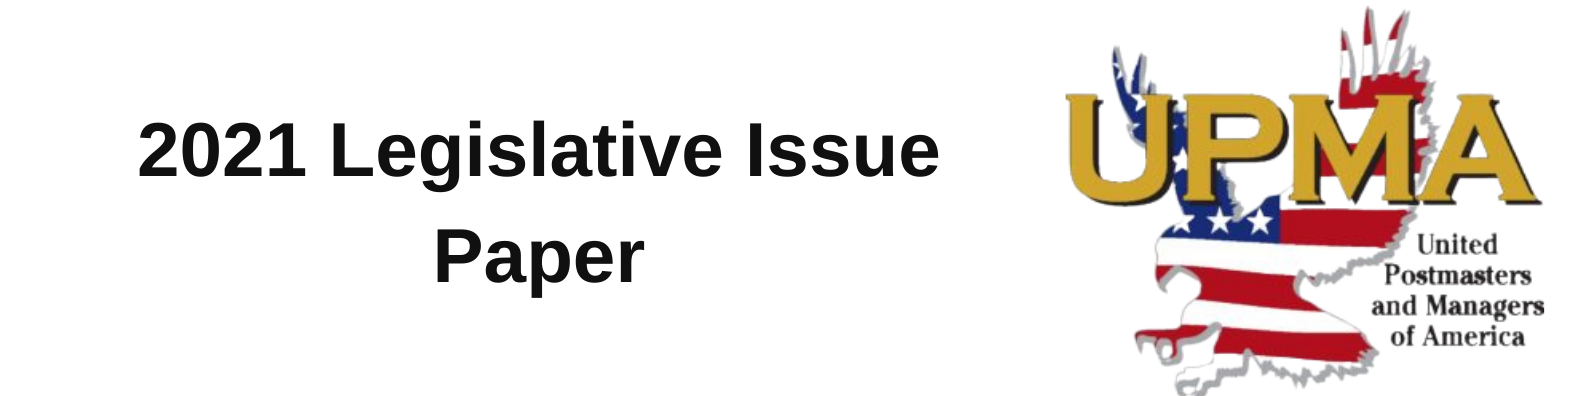 2021 Legislative Issue
Paper
UPMA
United
Postmasters
and Managers
of America